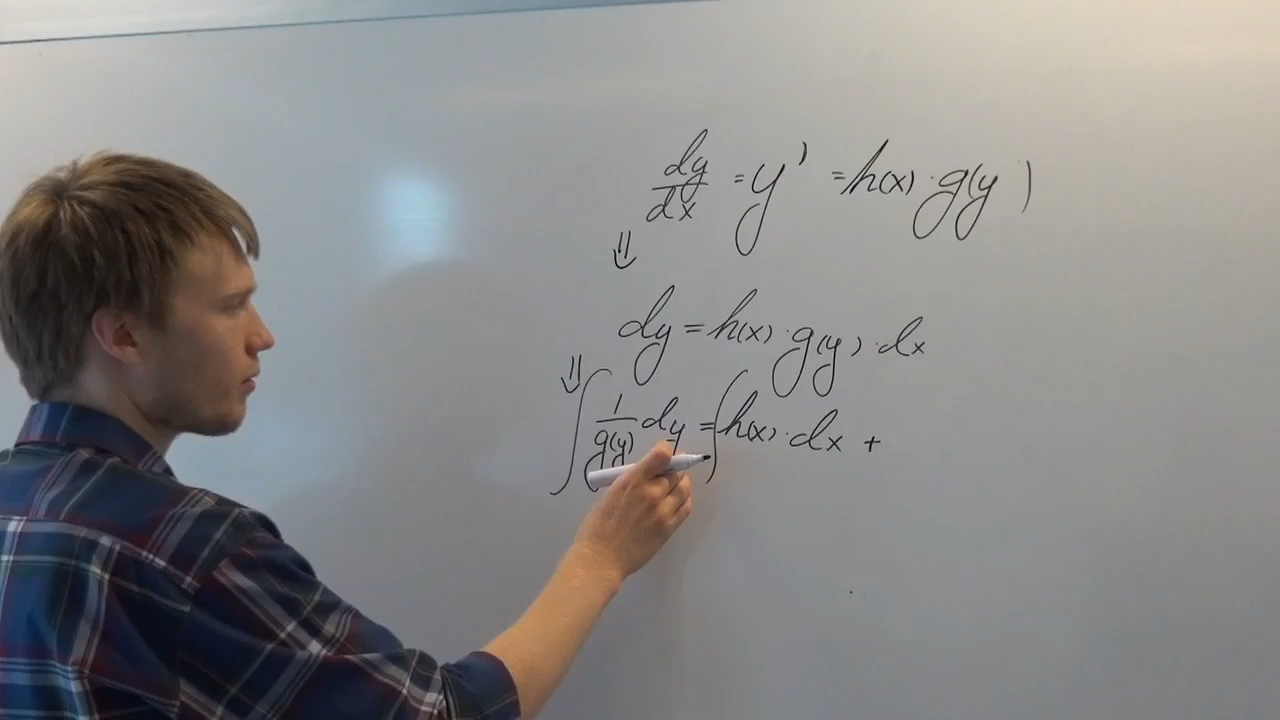 dy/dx = y' = h(x) · g(y)
⇓
dy = h(x) · g(y) · dx
⇓
∫ 1/g(y) dy = ∫ h(x) · dx +